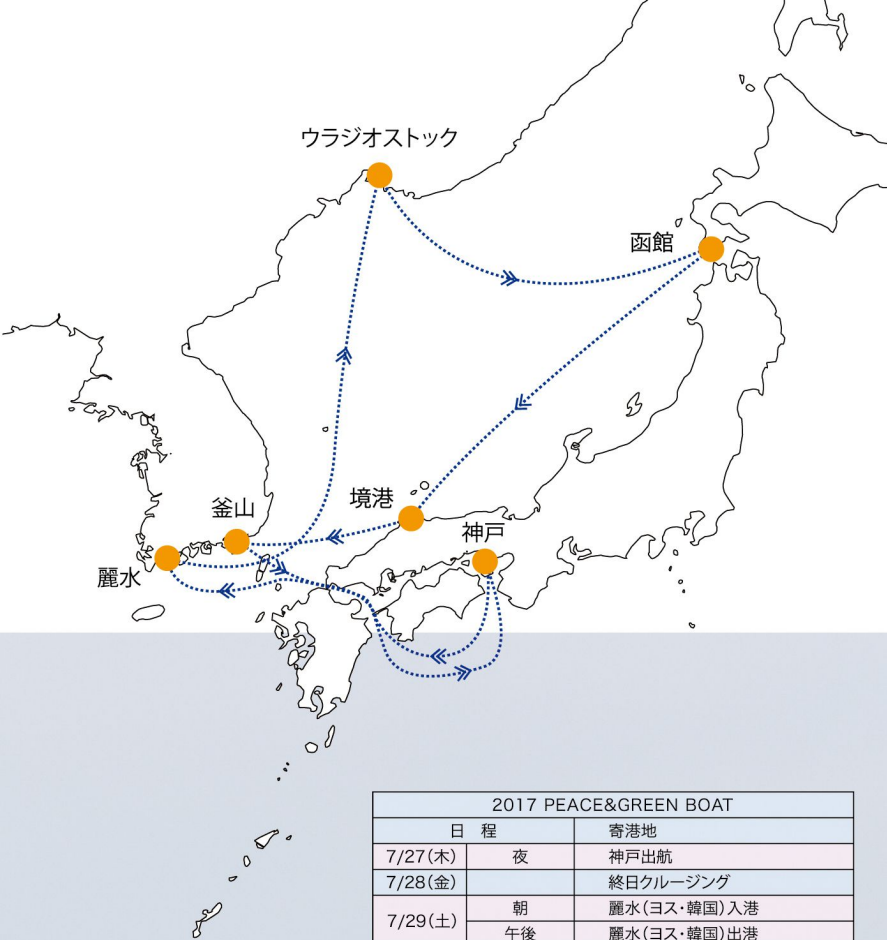 ウラジオストック
函館
境港
釜山
神戸
麗水
2017 PEACE&GREEN BOAT
日 程 寄港地
7/27(木) 夜 神戸出航
7/28(金) 終日クルージング
7/29(土) 朝 麗水(ヨス・韓国)入港
午後 麗水(ヨス・韓国)出港